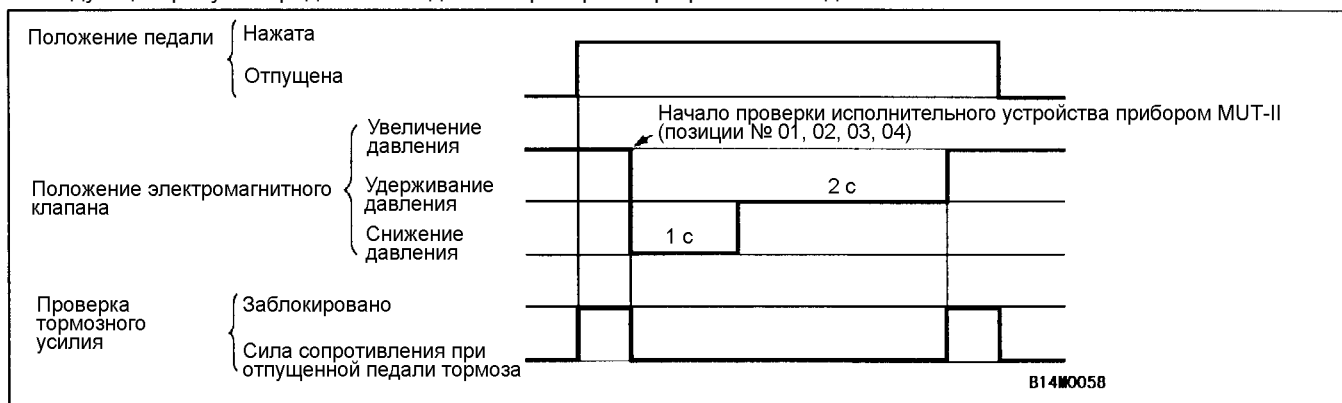 Положение педали
Нажата
Отпущена
Начало проверки исполнительного устройства прибором MUT-II
(позиции № 01, 02, 03, 04)
Положение электромагнитного
клапана
Увеличение
давления
Удерживание
давления
Снижение
давления
2 с
1 с
Проверка
тормозного
усилия
Заблокировано
Сила сопротивления при
отпущенной педали тормоза
B14M0058